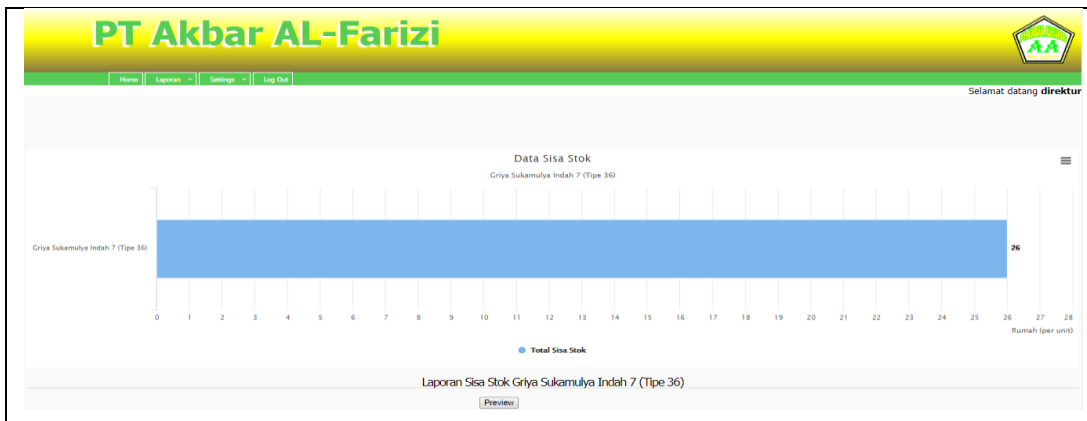 PT Akbar AL-Farizi
AA
Home Laporan Settings Log Out
Selamat datang direktur
Data Sisa Stok
Griya Sukamulya Indah 7 (Tipe 36)
Griya Sukamulya Indah 7 (Tipe 36)
26
0 1 2 3 4 5 6 7 8 9 10 11 12 13 14 15 16 17 18 19 20 21 22 23 24 25 26 27 28
Rumah (per unit)
Total Sisa Stok
Laporan Sisa Stok Griya Sukamulya Indah 7 (Tipe 36)
Preview